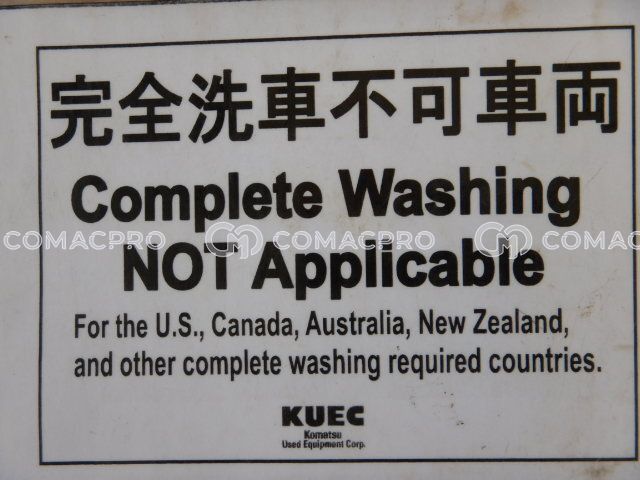 完全洗車不可車両
Complete Washing
COMACPRO COMACPRO COMAC
NOT Applicable
For the U.S., Canada, Australia, New Zealand,
and other complete washing required countries.
KUEC
Komatsu
Used Equipment Corp.